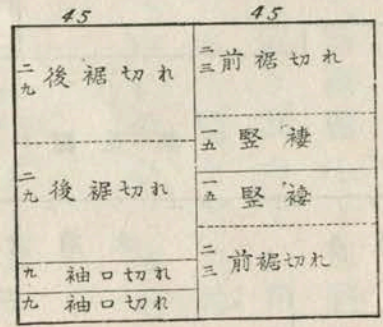 45
二九 後裾切れ
二九 後裾切れ
九 袖口切れ
九 袖口切れ
45
二三 前裾切れ
一五 竪褄
一五 竪褄
二三 前裾切れ